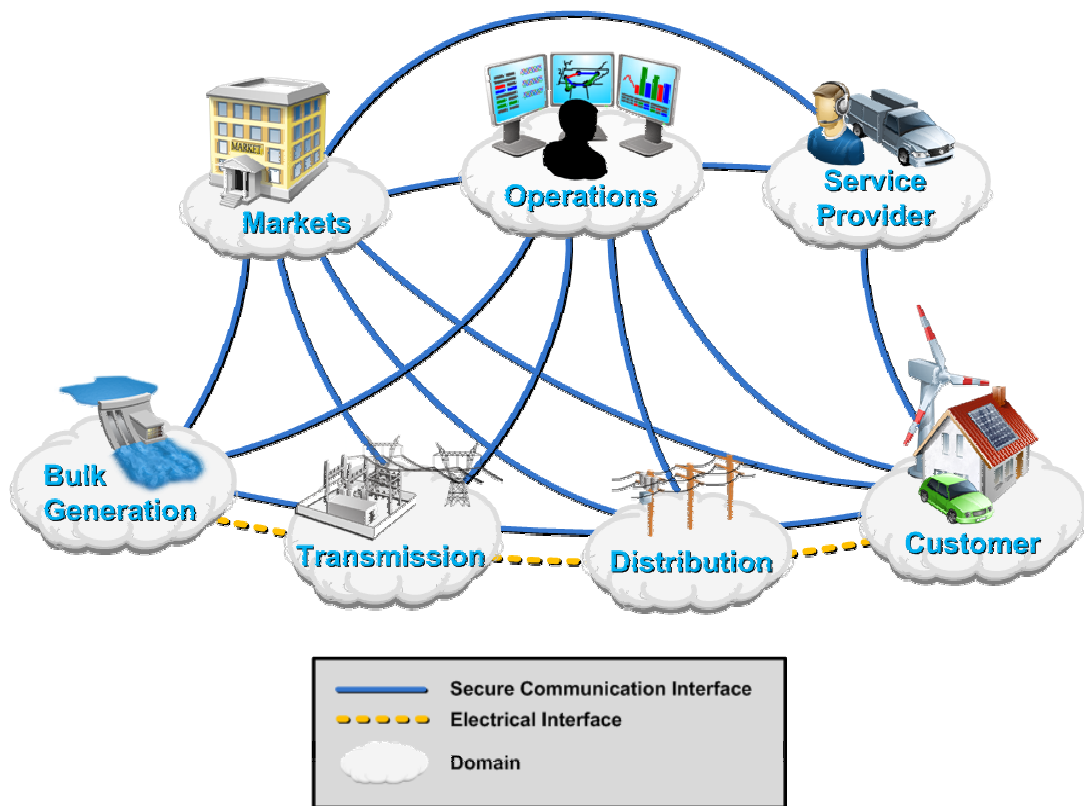 MARKET
Markets
Operations
Service
Provider
Bulk
Generation
Transmission
Distribution
Customer
Secure Communication Interface
Electrical Interface
Domain